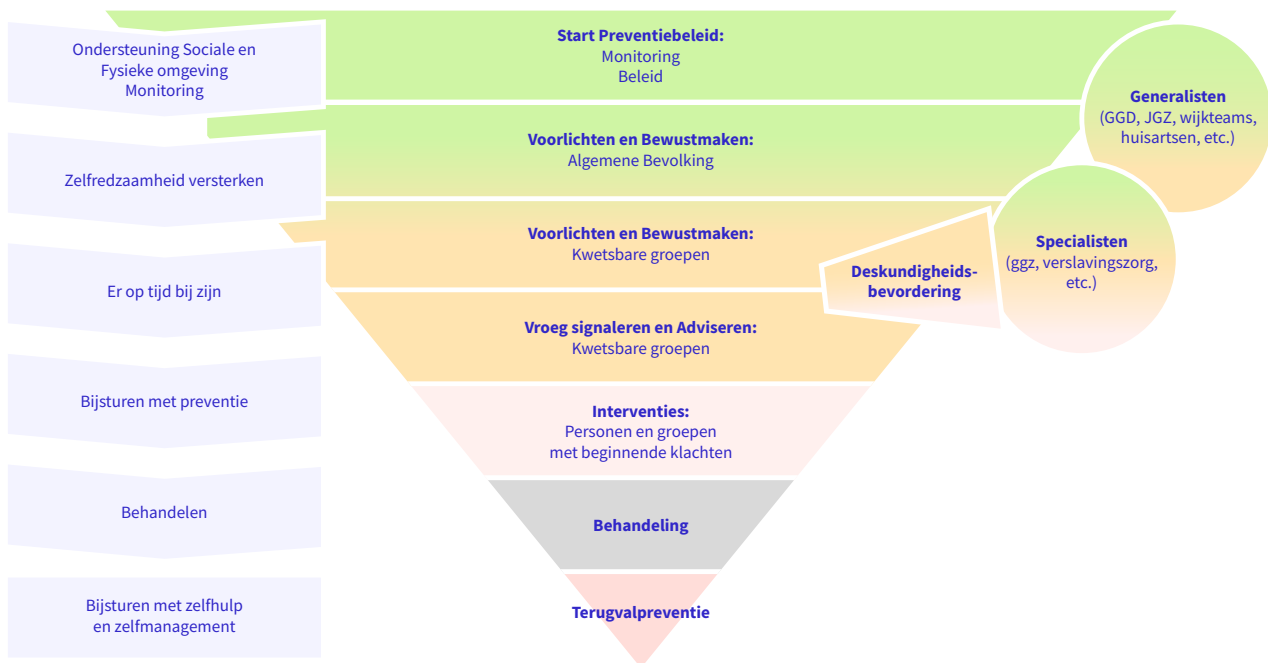 Ondersteuning Sociale en
Fysieke omgeving
Monitoring
Zelfredzaamheid versterken
Er op tijd bij zijn
Bijsturen met preventie
Behandelen
Bijsturen met zelfhulp
en zelfmanagement
Start Preventiebeleid:
Monitoring
Beleid
Voorlichten en Bewustmaken:
Algemene Bevolking
Voorlichten en Bewustmaken:
Kwetsbare groepen
Vroeg signaleren en Adviseren:
Kwetsbare groepen
Interventies:
Personen en groepen
met beginnende klachten
Behandeling
Terugvalpreventie
Deskundigheids-
bevordering
Generalisten
(GGD, JGZ, wijkteams,
huisartsen, etc.)
Specialisten
(ggz, verslavingszorg,
etc.)